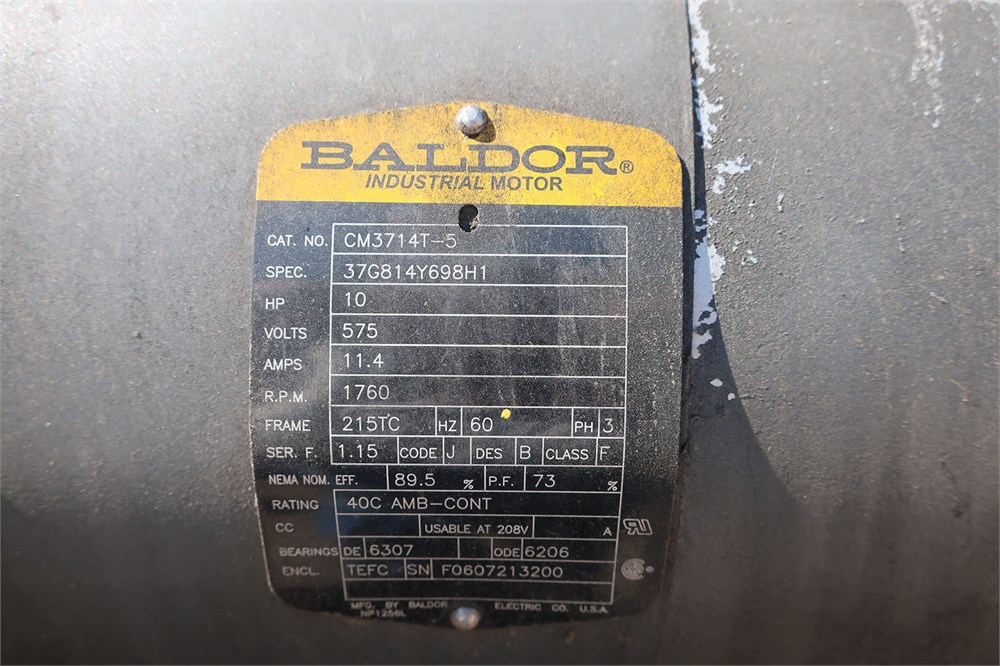 BALDOR®
INDUSTRIAL MOTOR
CAT. NO. CM3714T-5
SPEC. 37G814Y698H1
HP 10
VOLTS 575
AMPS 11.4
R.P.M. 1760
FRAME 215TC HZ 60 PH 3
SER. F. 1.15 CODE J DES B CLASS F
NEMA NOM. EFF. 89.5 % P.F. 73 %
RATING 40C AMB-CONT
CC USABLE AT 208V A
BEARINGS DE 6307 ODE 6206
ENCL. TEFC SN F0607213200
MFG. BY BALDOR ELECTRIC CO. U.S.A.
NP1256L